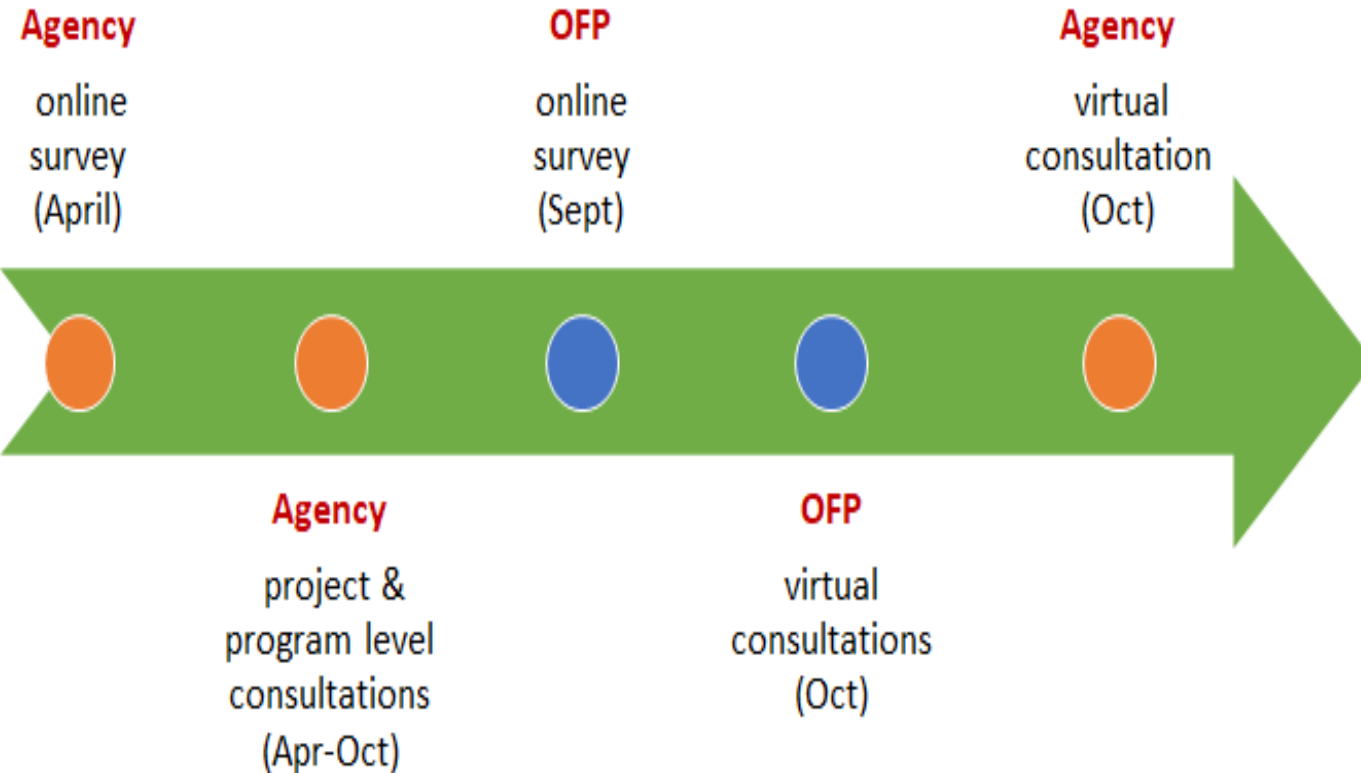 Agency
online
survey
(April)
OFP
online
survey
(Sept)
Agency
virtual
consultation
(Oct)
Agency
project &
program level
consultations
(Apr-Oct)
OFP
virtual
consultations
(Oct)